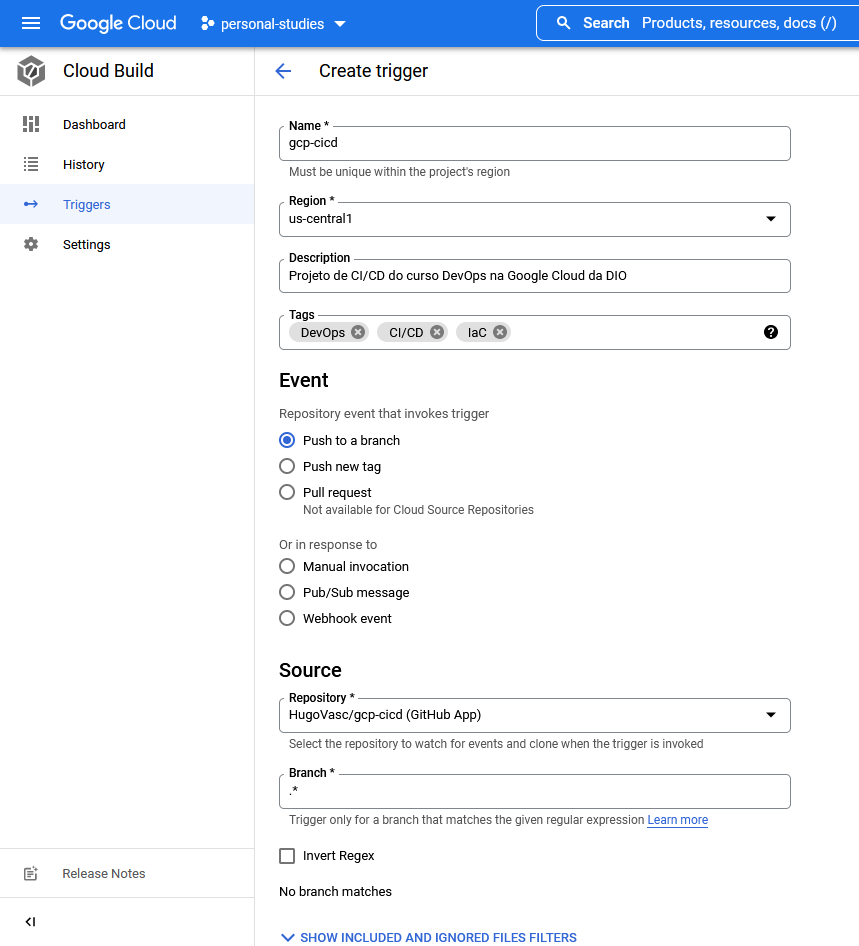 Google Cloud
personal-studies
Search Products, resources, docs (/)
Cloud Build
Create trigger
Dashboard
History
Triggers
Settings
Release Notes
Name *
gcp-cicd
Must be unique within the project's region
Region *
us-central1
Description
Projeto de CI/CD do curso DevOps na Google Cloud da DIO
Tags
DevOps CI/CD IaC
Event
Repository event that invokes trigger
Push to a branch
Push new tag
Pull request
Not available for Cloud Source Repositories
Or in response to
Manual invocation
Pub/Sub message
Webhook event
Source
Repository *
HugoVasc/gcp-cicd (GitHub App)
Select the repository to watch for events and clone when the trigger is invoked
Branch *
.*
Trigger only for a branch that matches the given regular expression Learn more
Invert Regex
No branch matches
SHOW INCLUDED AND IGNORED FILES FILTERS